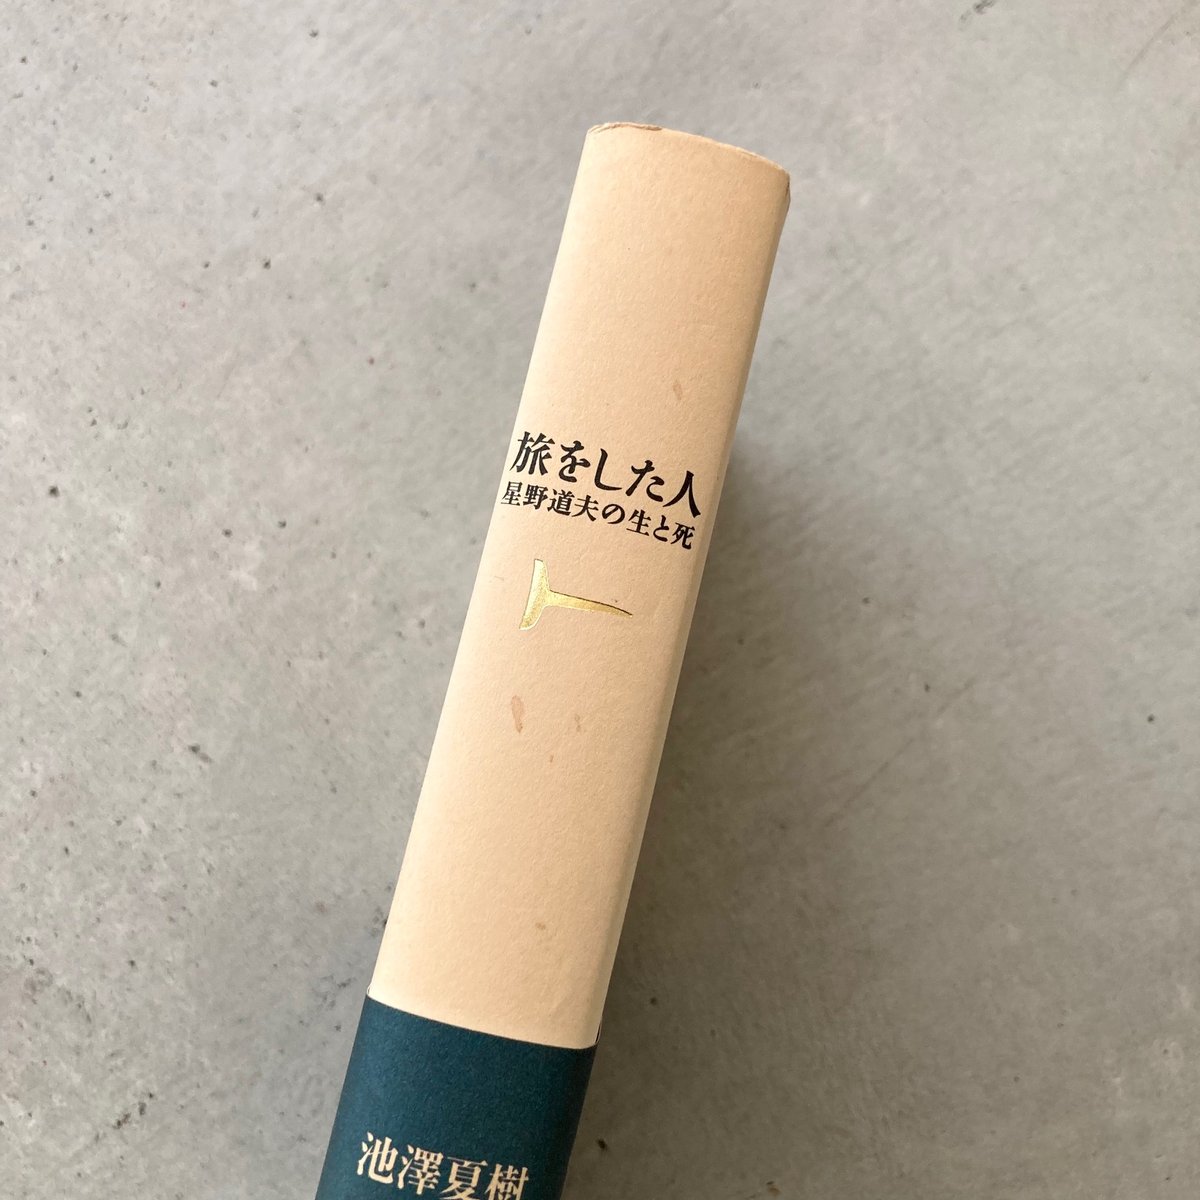 旅をした人
星野道夫の生と死
池澤夏樹